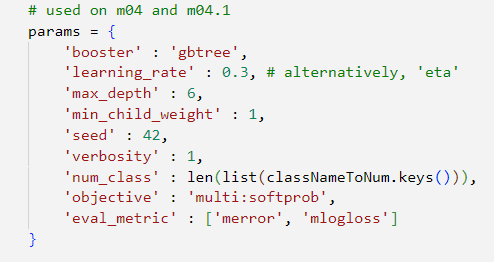 # used on m04 and m04.1
params = {
    'booster' : 'gbtree',
    'learning_rate' : 0.3, # alternatively, 'eta'
    'max_depth' : 6,
    'min_child_weight' : 1,
    'seed' : 42,
    'verbosity' : 1,
    'num_class' : len(list(classNameToNum.keys())),
    'objective' : 'multi:softprob',
    'eval_metric' : ['merror', 'mlogloss']
}